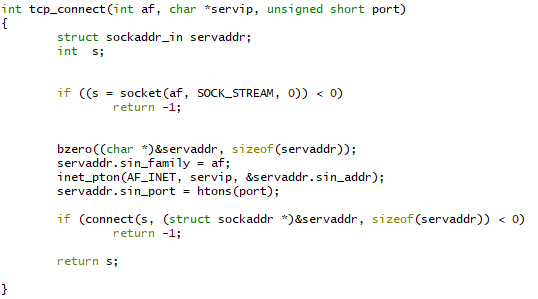 int tcp_connect(int af, char *servip, unsigned short port)
{
struct sockaddr_in servaddr;
int  s;
if ((s = socket(af, SOCK_STREAM, 0)) < 0)
return -1;
bzero((char *)&servaddr, sizeof(servaddr));
servaddr.sin_family = af;
inet_pton(AF_INET, servip, &servaddr.sin_addr);
servaddr.sin_port = htons(port);
if (connect(s, (struct sockaddr *)&servaddr, sizeof(servaddr)) < 0)
return -1;
return s;
}